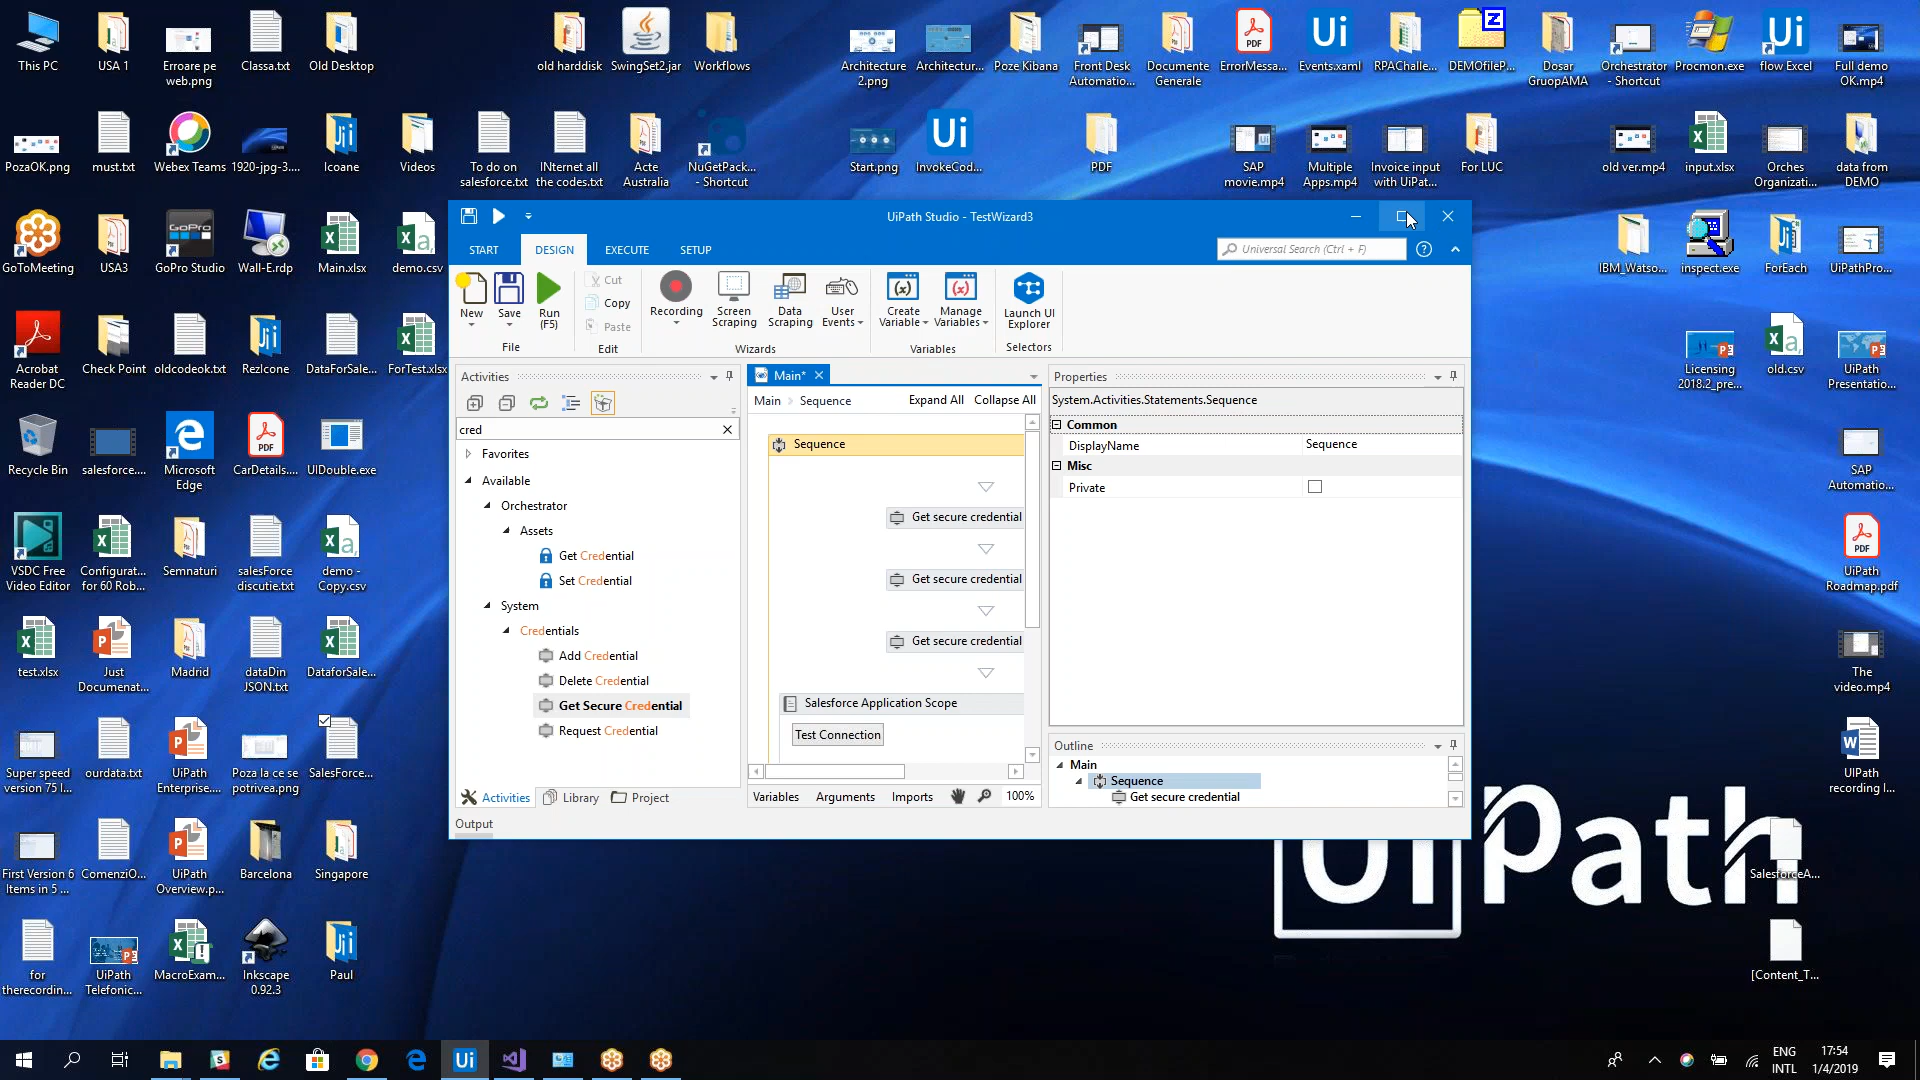 This PC
USA 1
Erroare pe
web.png
Classa.txt
Old Desktop
old harddisk
SwingSet2.jar
Workflows
Architecture
2.png
Architectur...
Poze Kibana
Front Desk
Automatio...
Documente
Generale
ErrorMessa...
Events.xaml
RPAChalle...
DEMOfileP...
Dosar
GruopAMA
Orchestrator
- Shortcut
Procmon.exe
flow Excel
Full demo
OK.mp4
PozaOK.png
must.txt
Webex Teams
1920-jpg-3....
Icoane
Videos
To do on
salesforce.txt
INternet all
the codes.txt
Acte
Australia
NuGetPack...
- Shortcut
Start.png
InvokeCod...
PDF
SAP
movie.mp4
Multiple
Apps.mp4
Invoice input
with UiPat...
For LUC
old ver.mp4
input.xlsx
Orches
Organizati...
data from
DEMO
GoToMeeting
USA3
GoPro Studio
Wall-E.rdp
Main.xlsx
demo.csv
IBM_Watso...
inspect.exe
ForEach
UiPathPro...
Acrobat
Reader DC
Check Point
oldcodeok.txt
RezIcone
DataForSale...
ForTest.xlsx
Licensing
2018.2_pre...
old.csv
UiPath
Presentatio...
Recycle Bin
salesforce....
Microsoft
Edge
CarDetails....
UIDouble.exe
SAP
Automatio...
VSDC Free
Video Editor
Configurat...
for 60 Rob...
Semnaturi
salesForce
discutie.txt
demo -
Copy.csv
UiPath
Roadmap.pdf
test.xlsx
Just
Documenat...
Madrid
dataDin
JSON.txt
DataforSale...
The
video.mp4
Super speed
version 75 I...
ourdata.txt
UiPath
Enterprise....
Poza la ce se
potrivea.png
SalesForce...
UIPath
recording I...
First Version 6
Items in 5 ...
ComenziO...
UiPath
Overview.p...
Barcelona
Singapore
SalesforceA...
for
therecordin...
UiPath
Telefonic...
MacroExam...
Inkscape
0.92.3
Paul
[Content_T...
UiPath Studio - TestWizard3
START
DESIGN
EXECUTE
SETUP
Universal Search (Ctrl + F)
New
Save
Run
(F5)
Cut
Copy
Paste
Recording
Screen
Scraping
Data
Scraping
User
Events
Create
Variable
Manage
Variables
Launch UI
Explorer
File
Edit
Wizards
Variables
Selectors
Activities
cred
Favorites
Available
Orchestrator
Assets
Get Credential
Set Credential
System
Credentials
Add Credential
Delete Credential
Get Secure Credential
Request Credential
Activities
Library
Project
Output
Main*
Main
Sequence
Expand All
Collapse All
Sequence
Get secure credential
Get secure credential
Get secure credential
Salesforce Application Scope
Test Connection
Variables
Arguments
Imports
100%
Properties
System.Activities.Statements.Sequence
Common
DisplayName
Sequence
Misc
Private
Outline
Main
Sequence
Get secure credential
UiPath
ENG
INTL
17:54
1/4/2019